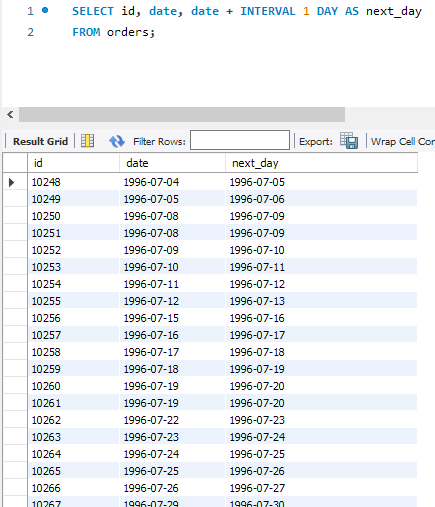 1 SELECT id, date, date + INTERVAL 1 DAY AS next_day
2 FROM orders;
Result Grid Filter Rows: Export: Wrap Cell Con
id date next_day
10248 1996-07-04 1996-07-05
10249 1996-07-05 1996-07-06
10250 1996-07-08 1996-07-09
10251 1996-07-08 1996-07-09
10252 1996-07-09 1996-07-10
10253 1996-07-10 1996-07-11
10254 1996-07-11 1996-07-12
10255 1996-07-12 1996-07-13
10256 1996-07-15 1996-07-16
10257 1996-07-16 1996-07-17
10258 1996-07-17 1996-07-18
10259 1996-07-18 1996-07-19
10260 1996-07-19 1996-07-20
10261 1996-07-19 1996-07-20
10262 1996-07-22 1996-07-23
10263 1996-07-23 1996-07-24
10264 1996-07-24 1996-07-25
10265 1996-07-25 1996-07-26
10266 1996-07-26 1996-07-27
10267 1996-07-29 1996-07-30